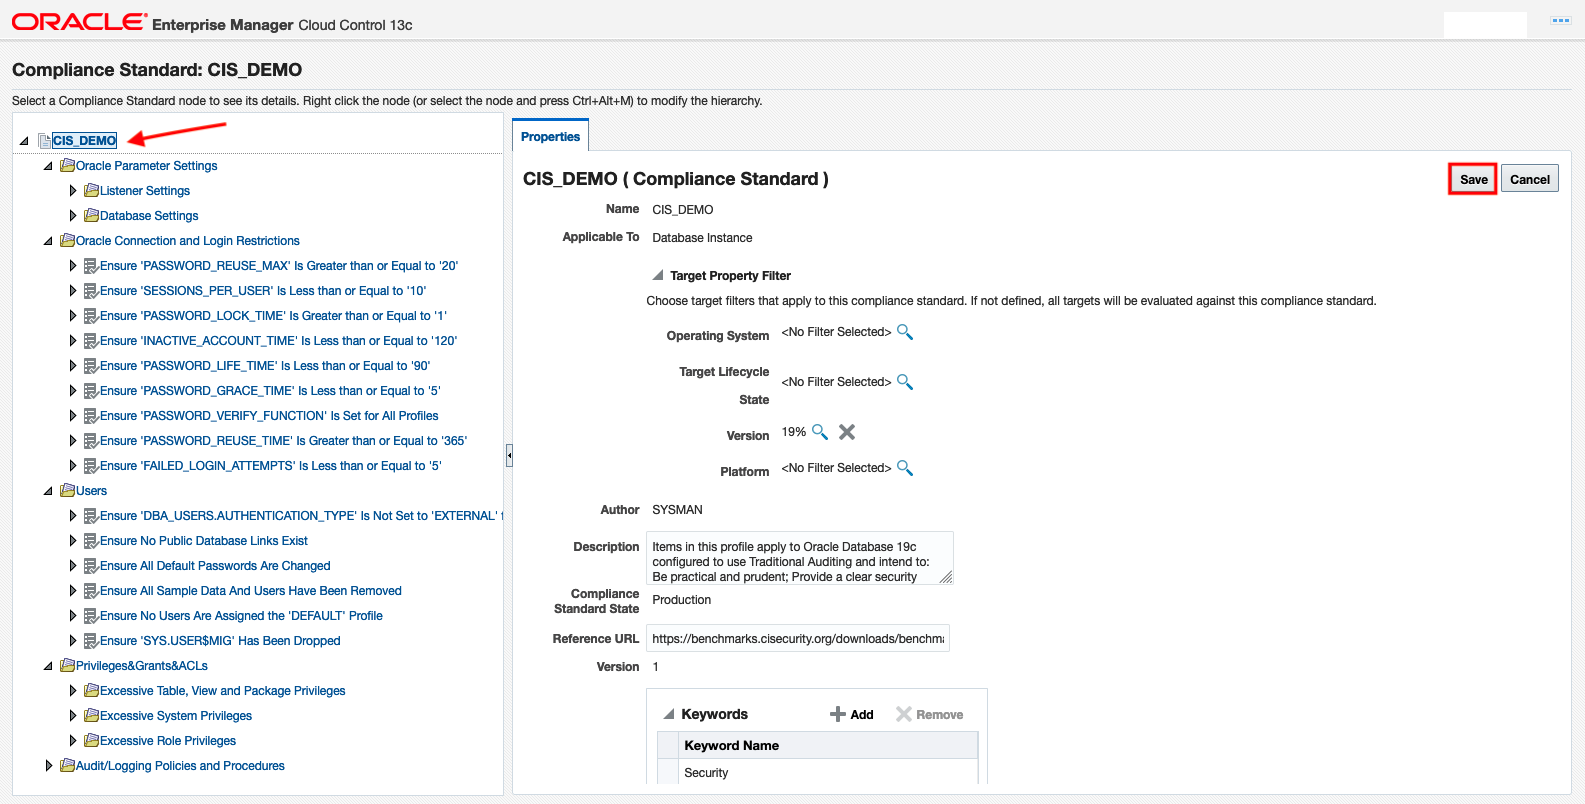 ORACLE Enterprise Manager Cloud Control 13c
Compliance Standard: CIS_DEMO
Select a Compliance Standard node to see its details. Right click the node (or select the node and press Ctrl+Alt+M) to modify the hierarchy.
CIS_DEMO
Oracle Parameter Settings
Listener Settings
Database Settings
Oracle Connection and Login Restrictions
Ensure 'PASSWORD_REUSE_MAX' Is Greater than or Equal to '20'
Ensure 'SESSIONS_PER_USER' Is Less than or Equal to '10'
Ensure 'PASSWORD_LOCK_TIME' Is Greater than or Equal to '1'
Ensure 'INACTIVE_ACCOUNT_TIME' Is Less than or Equal to '120'
Ensure 'PASSWORD_LIFE_TIME' Is Less than or Equal to '90'
Ensure 'PASSWORD_GRACE_TIME' Is Less than or Equal to '5'
Ensure 'PASSWORD_VERIFY_FUNCTION' Is Set for All Profiles
Ensure 'PASSWORD_REUSE_TIME' Is Greater than or Equal to '365'
Ensure 'FAILED_LOGIN_ATTEMPTS' Is Less than or Equal to '5'
Users
Ensure 'DBA_USERS.AUTHENTICATION_TYPE' Is Not Set to 'EXTERNAL'
Ensure No Public Database Links Exist
Ensure All Default Passwords Are Changed
Ensure All Sample Data And Users Have Been Removed
Ensure No Users Are Assigned the 'DEFAULT' Profile
Ensure 'SYS.USER$MIG' Has Been Dropped
Privileges&Grants&ACLs
Excessive Table, View and Package Privileges
Excessive System Privileges
Excessive Role Privileges
Audit/Logging Policies and Procedures
Properties
CIS_DEMO ( Compliance Standard )
Save Cancel
Name CIS_DEMO
Applicable To Database Instance
Target Property Filter
Choose target filters that apply to this compliance standard. If not defined, all targets will be evaluated against this compliance standard.
Operating System <No Filter Selected>
Target Lifecycle
State <No Filter Selected>
Version 19%
Platform <No Filter Selected>
Author SYSMAN
Description Items in this profile apply to Oracle Database 19c
configured to use Traditional Auditing and intend to:
Be practical and prudent; Provide a clear security
Compliance
Standard State Production
Reference URL https://benchmarks.cisecurity.org/downloads/benchm
Version 1
Keywords Add Remove
Keyword Name
Security